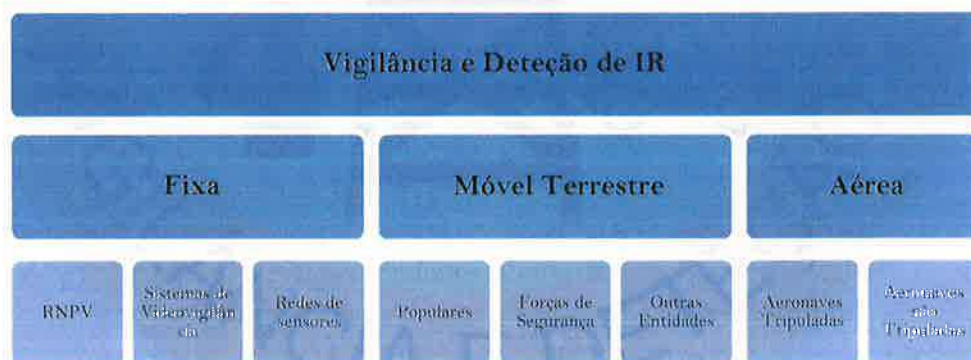 Vigilância e Deteção de IR
Fixa
Móvel Terrestre
Aérea
RNPV
Sistemas de
Videovigilân
cia
Redes de
sensores
Populares
Forças de
Segurança
Outras
Entidades
Aeronaves
Tripuladas
Aeronaves
não
Tripuladas